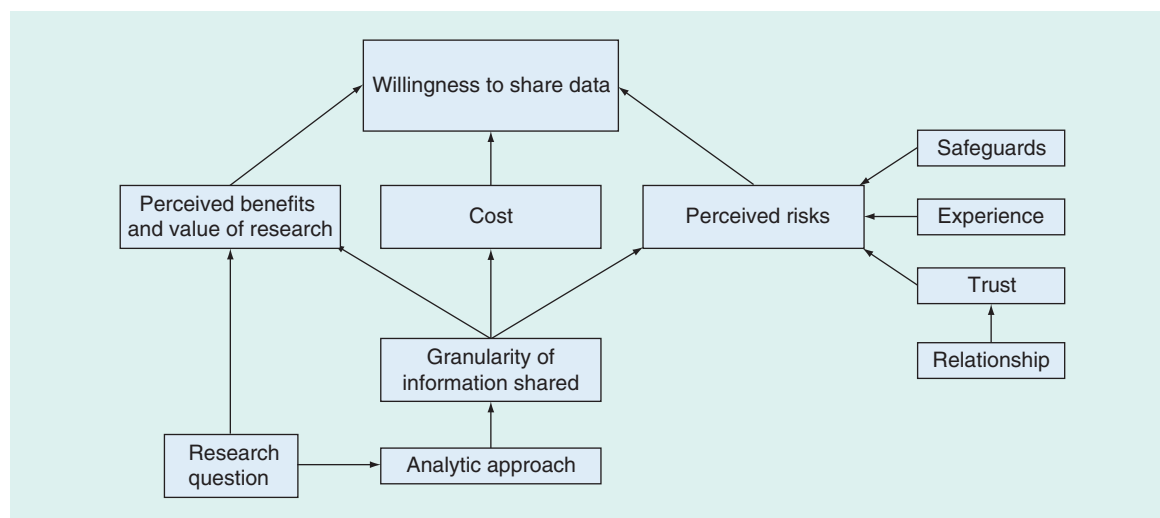 Willingness to share data
Safeguards
Perceived benefits
and value of research
Cost
Perceived risks
Experience
Trust
Granularity of
information shared
Relationship
Research
question
Analytic approach